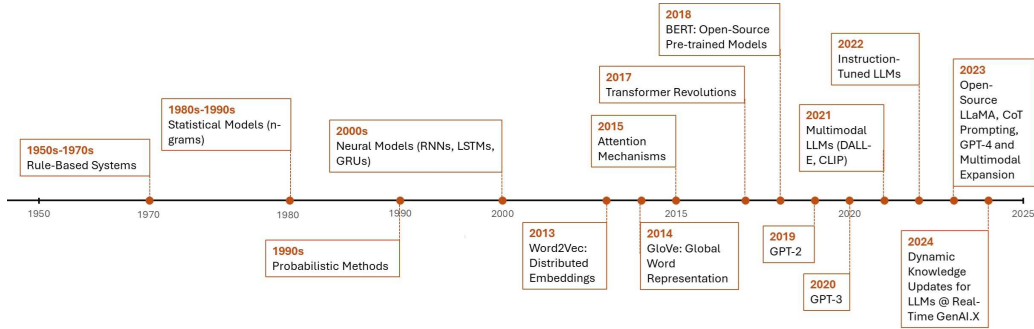 2018
BERT: Open-Source
Pre-trained Models
2022
Instruction-
Tuned LLMs
2023
Open-
Source
LLaMA, CoT
Prompting,
GPT-4 and
Multimodal
Expansion
2017
Transformer Revolutions
1980s-1990s
Statistical Models (n-
grams)
2021
Multimodal
LLMs (DALL-
E, CLIP)
2015
Attention
Mechanisms
2000s
Neural Models (RNNs, LSTMs,
GRUs)
1950s-1970s
Rule-Based Systems
1950
1970
1980
1990
2000
2015
2020
2025
1990s
Probabilistic Methods
2013
Word2Vec:
Distributed
Embeddings
2014
GloVe: Global
Word
Representation
2019
GPT-2
2020
GPT-3
2024
Dynamic
Knowledge
Updates for
LLMs @ Real-
Time GenAI.X